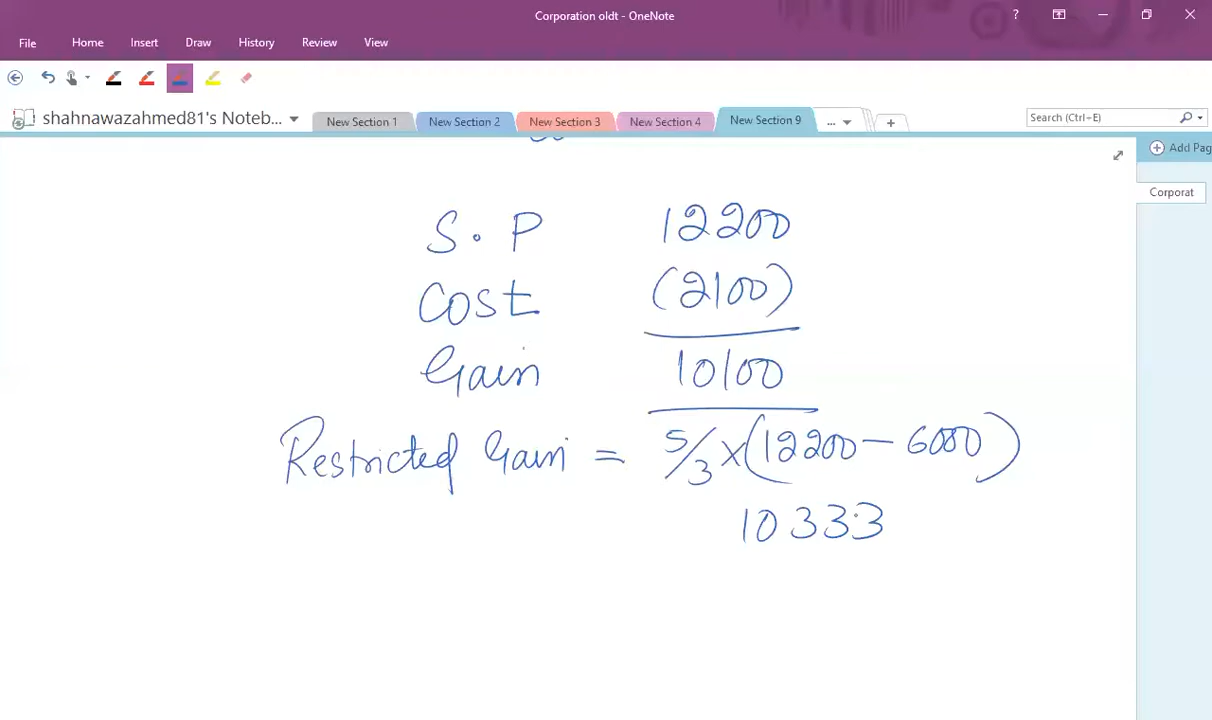 Corporation oldt - OneNote
?
File Home Insert Draw History Review View
shahnawazahmed81's Noteb... New Section 1 New Section 2 New Section 3 New Section 4 New Section 9 ... Search (Ctrl+E)
Add Pag
Corporat
S.P 12200
Cost (2100)
Gain 10100
Restricted Gain = 5/3 x (12200 - 6000)
10333